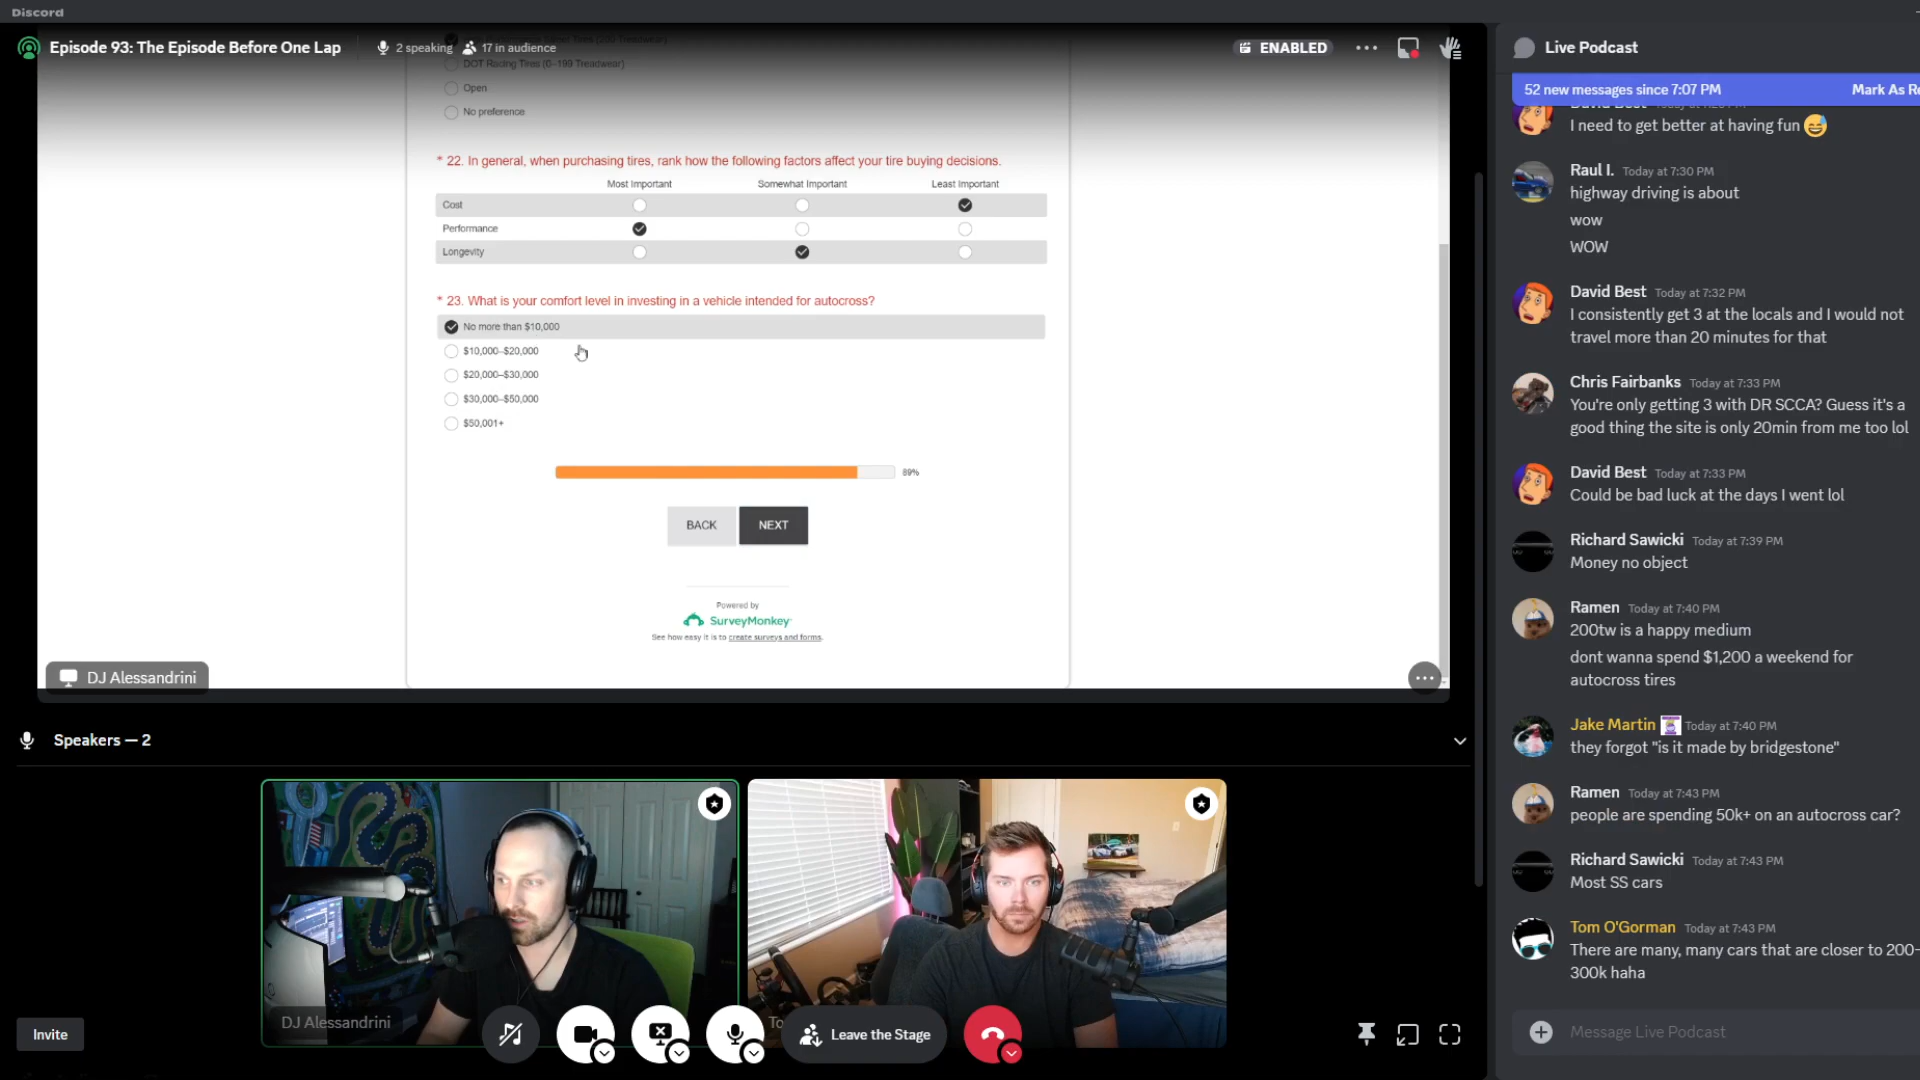 Discord
Episode 93: The Episode Before One Lap
2 speaking
17 in audience
ENABLED
DOT Racing Tires (0–199 Treadwear)
Open
No preference
* 22. In general, when purchasing tires, rank how the following factors affect your tire buying decisions.
Most Important Somewhat Important Least Important
Cost
Performance
Longevity
* 23. What is your comfort level in investing in a vehicle intended for autocross?
No more than $10,000
$10,000–$20,000
$20,000–$30,000
$30,000–$50,000
$50,001+
89%
BACK NEXT
Powered by
SurveyMonkey
See how easy it is to create surveys and forms.
DJ Alessandrini
Speakers — 2
DJ Alessandrini
To
Invite
Leave the Stage
Live Podcast
52 new messages since 7:07 PM Mark As Re
David Best
I need to get better at having fun
Raul I. Today at 7:30 PM
highway driving is about
wow
WOW
David Best Today at 7:32 PM
I consistently get 3 at the locals and I would not
travel more than 20 minutes for that
Chris Fairbanks Today at 7:33 PM
You're only getting 3 with DR SCCA? Guess it's a
good thing the site is only 20min from me too lol
David Best Today at 7:33 PM
Could be bad luck at the days I went lol
Richard Sawicki Today at 7:39 PM
Money no object
Ramen Today at 7:40 PM
200tw is a happy medium
dont wanna spend $1,200 a weekend for
autocross tires
Jake Martin Today at 7:40 PM
they forgot "is it made by bridgestone"
Ramen Today at 7:43 PM
people are spending 50k+ on an autocross car?
Richard Sawicki Today at 7:43 PM
Most SS cars
Tom O'Gorman Today at 7:43 PM
There are many, many cars that are closer to 200-
300k haha
Message Live Podcast